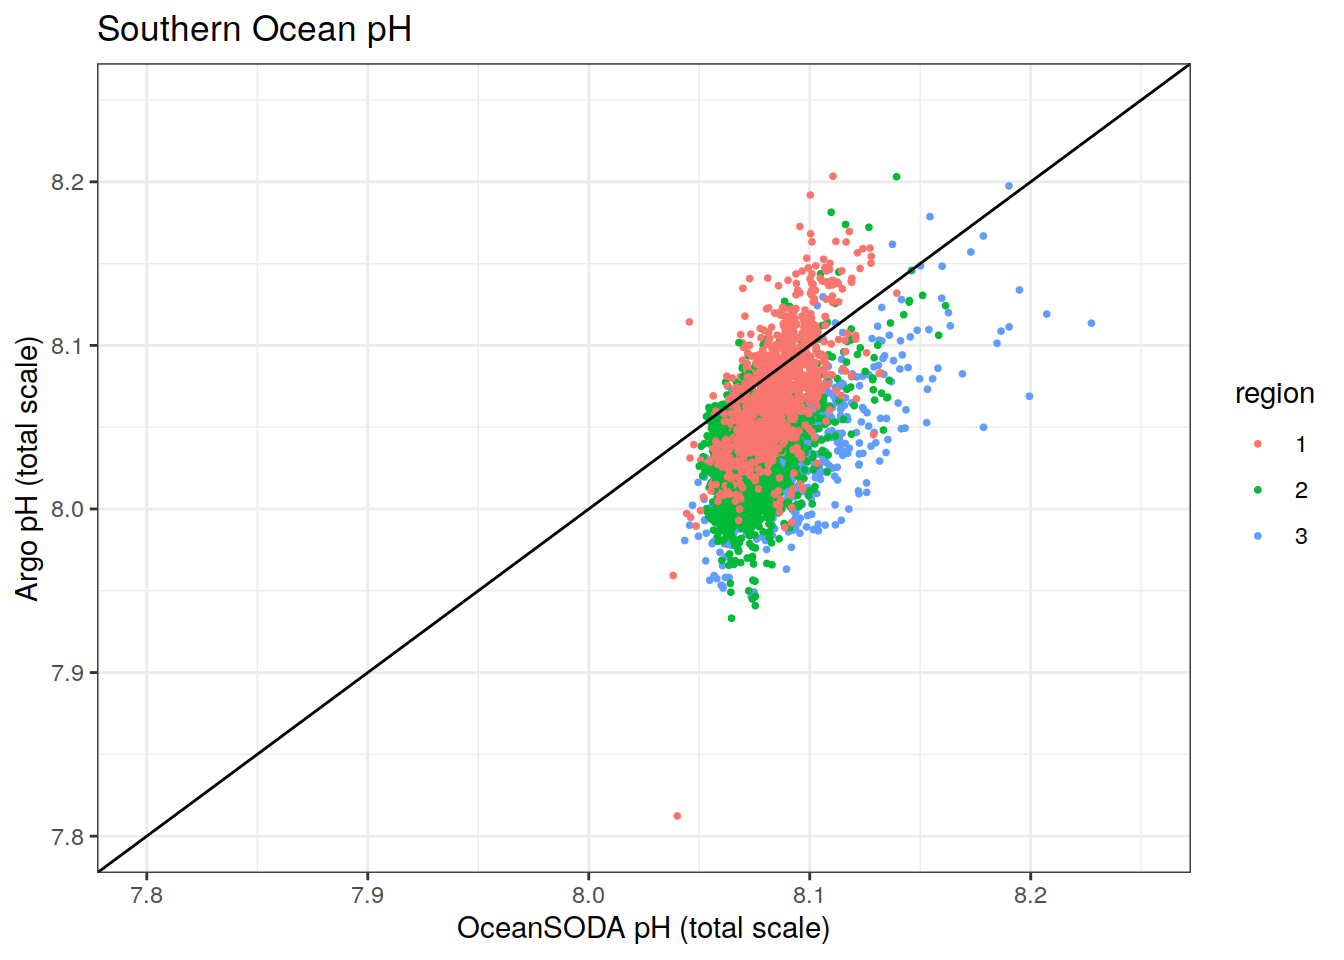 Southern Ocean pH
8.2
8.1
8.0
7.9
7.8
Argo pH (total scale)
7.8 7.9 8.0 8.1 8.2
OceanSODA pH (total scale)
region
1
2
3